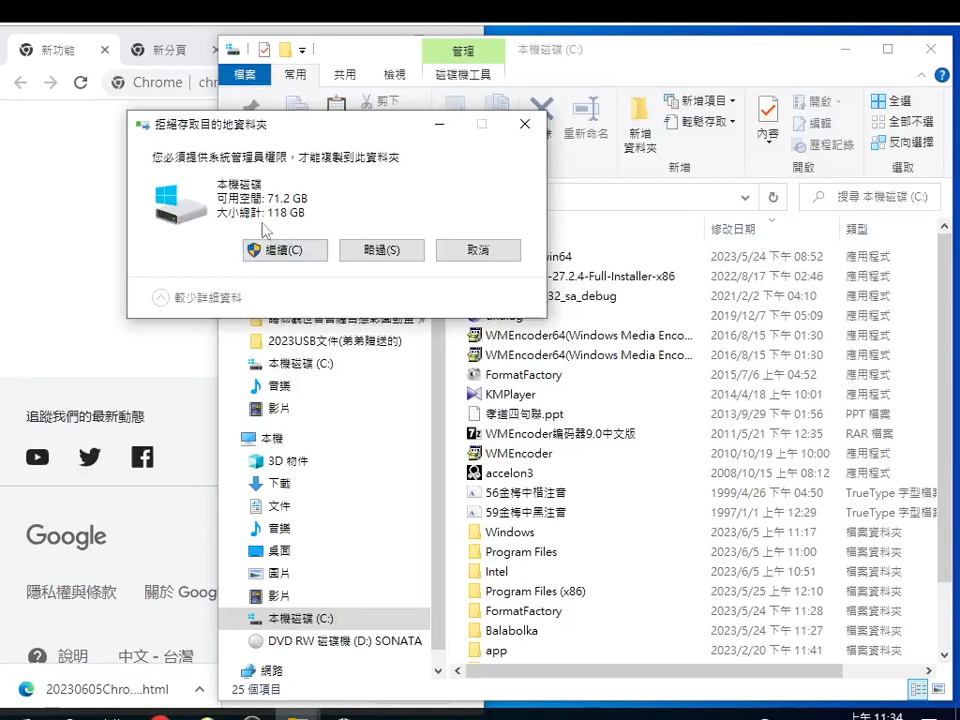 新功能
新分頁
管理
本機磁碟 (C:)
檔案
常用
共用
檢視
磁碟機工具
Chrome
chr
剪下
重新命名
新增
資料夾
新增項目
輕鬆存取
新增
內容
開啟
編輯
歷程記錄
開啟
全選
全部不選
反向選擇
選取
搜尋 本機磁碟 (C:)
拒絕存取目的地資料夾
您必須提供系統管理員權限，才能複製到此資料夾
本機磁碟
可用空間: 71.2 GB
大小總計: 118 GB
繼續(C)
略過(S)
取消
較少詳細資料
修改日期
類型
in64
2023/5/24 下午 08:52
應用程式
-27.2.4-Full-Installer-x86
2022/8/17 下午 02:46
應用程式
32_sa_debug
2021/2/2 下午 04:10
應用程式
2019/12/7 下午 05:09
應用程式
WMEncoder64(Windows Media Enco...
2016/8/15 下午 01:30
應用程式
WMEncoder64(Windows Media Enco...
2016/8/15 下午 01:30
應用程式
FormatFactory
2015/7/6 上午 04:52
應用程式
KMPlayer
2014/4/18 上午 10:01
應用程式
孝道四句聯.ppt
2013/9/29 下午 01:56
PPT 檔案
WMEncoder编码器9.0中文版
2011/5/21 下午 12:35
RAR 檔案
WMEncoder
2010/10/19 上午 10:00
應用程式
accelon3
2008/10/15 上午 08:12
應用程式
56金梅中楷注音
1999/4/26 下午 04:50
TrueType 字型檔
59金梅中黑注音
1997/1/1 上午 12:29
TrueType 字型檔
Windows
2023/6/5 上午 11:17
檔案資料夾
Program Files
2023/6/5 上午 11:00
檔案資料夾
Intel
2023/6/5 上午 10:51
檔案資料夾
Program Files (x86)
2023/5/25 上午 12:10
檔案資料夾
FormatFactory
2023/5/24 下午 11:28
檔案資料夾
Balabolka
2023/5/24 下午 11:27
檔案資料夾
app
2023/2/20 下午 11:41
檔案資料夾
2023USB文件(弟弟贈送的)
本機磁碟 (C:)
音樂
影片
本機
3D 物件
下載
文件
音樂
桌面
圖片
影片
本機磁碟 (C:)
DVD RW 磁碟機 (D:) SONATA
網路
25 個項目
追蹤我們的最新動態
Google
隱私權與條款
關於 Goog
說明
中文 - 台灣
20230605Chro....html
上午 11:34